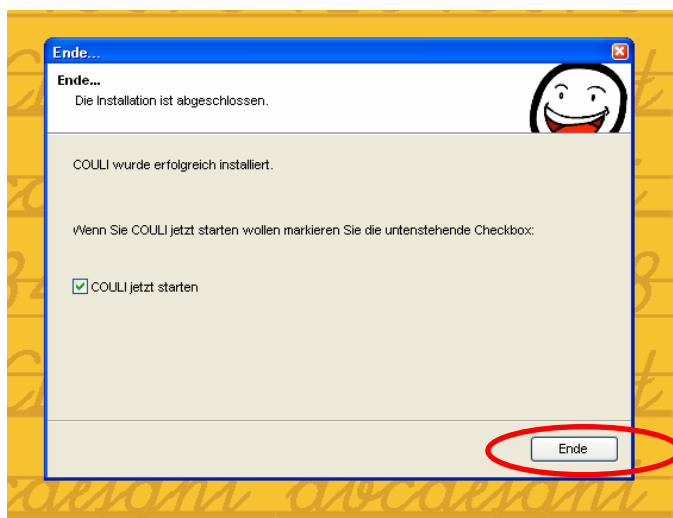 Ende...
Ende...
Die Installation ist abgeschlossen.
COULI wurde erfolgreich installiert.
Wenn Sie COULI jetzt starten wollen markieren Sie die untenstehende Checkbox:
COULI jetzt starten
Ende